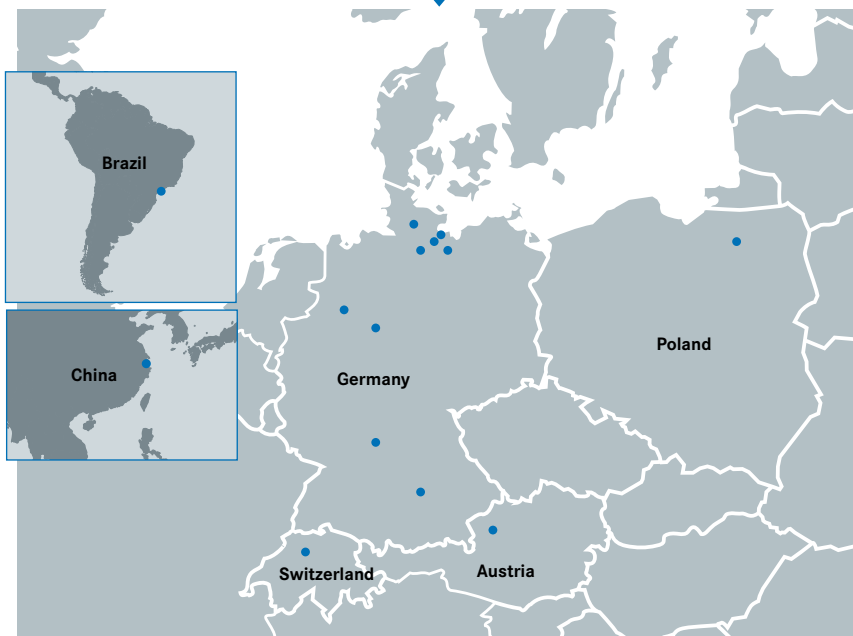 Brazil
China
Germany
Poland
Switzerland
Austria